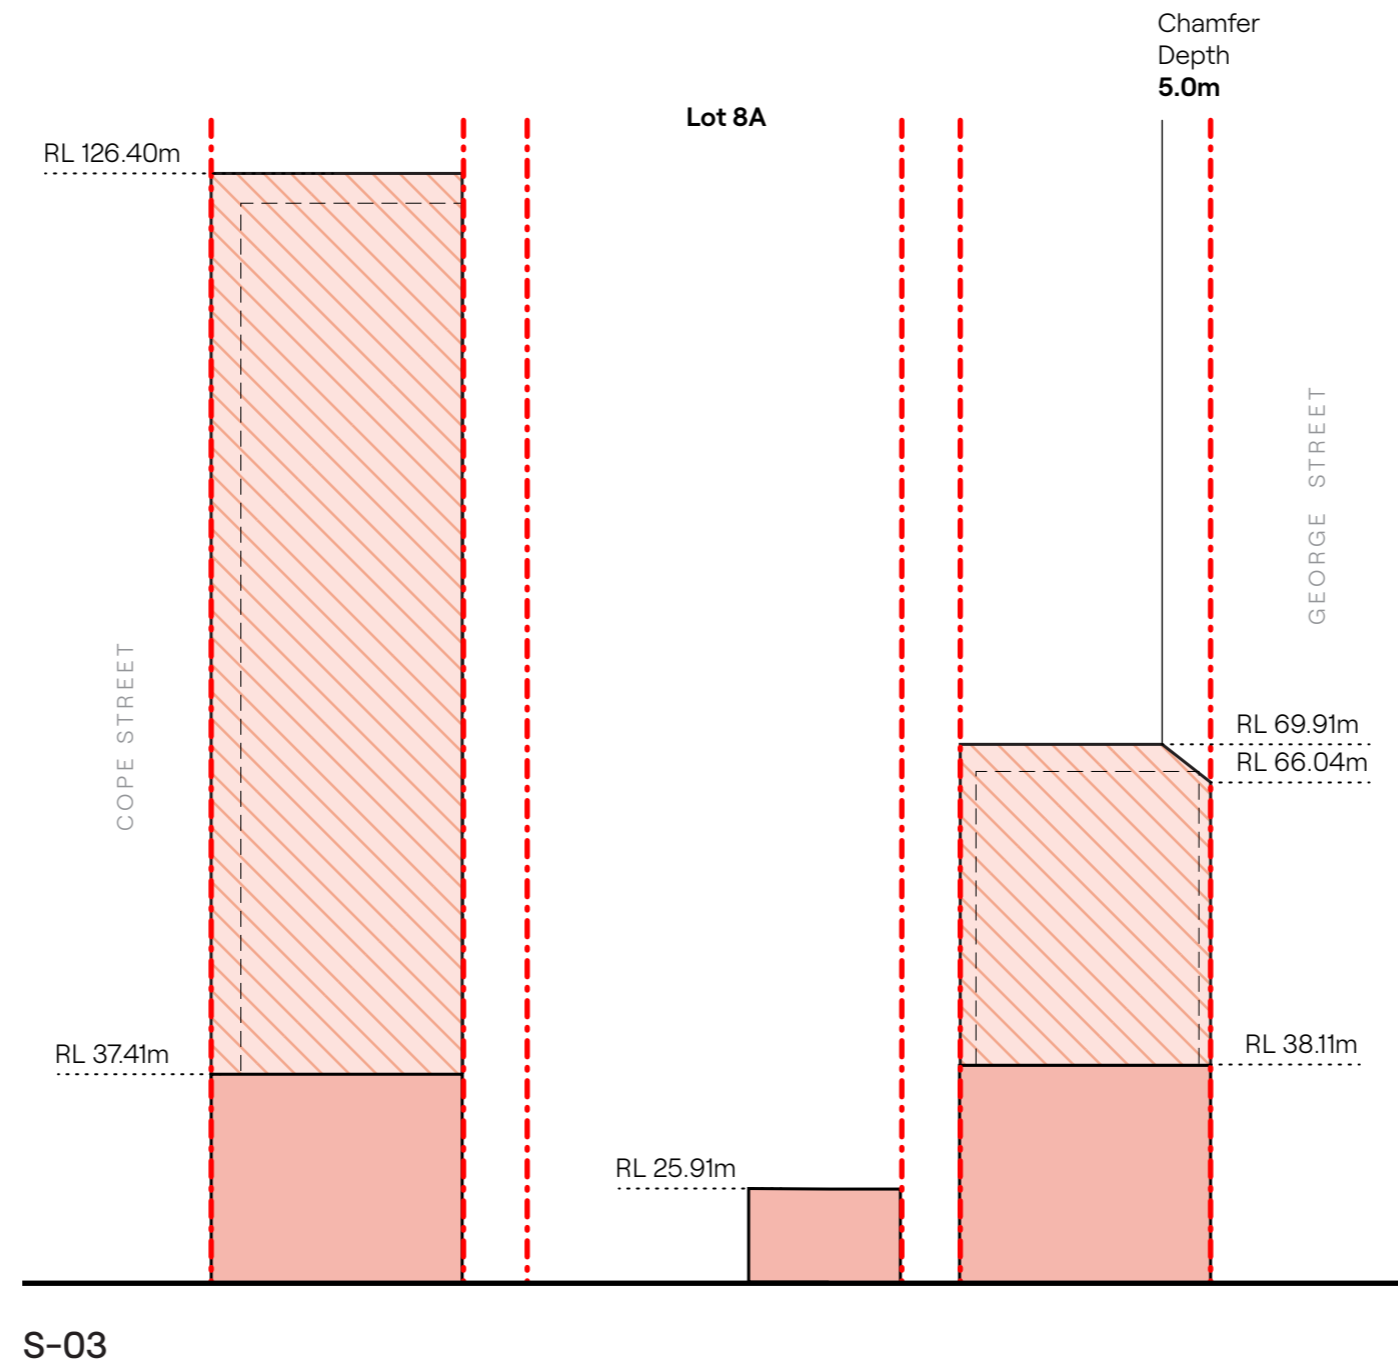 Chamfer
Depth
5.0m
Lot 8A
RL 126.40m
GEORGE STREET
COPE STREET
RL 69.91m
RL 66.04m
RL 37.41m
RL 38.11m
RL 25.91m
S-03